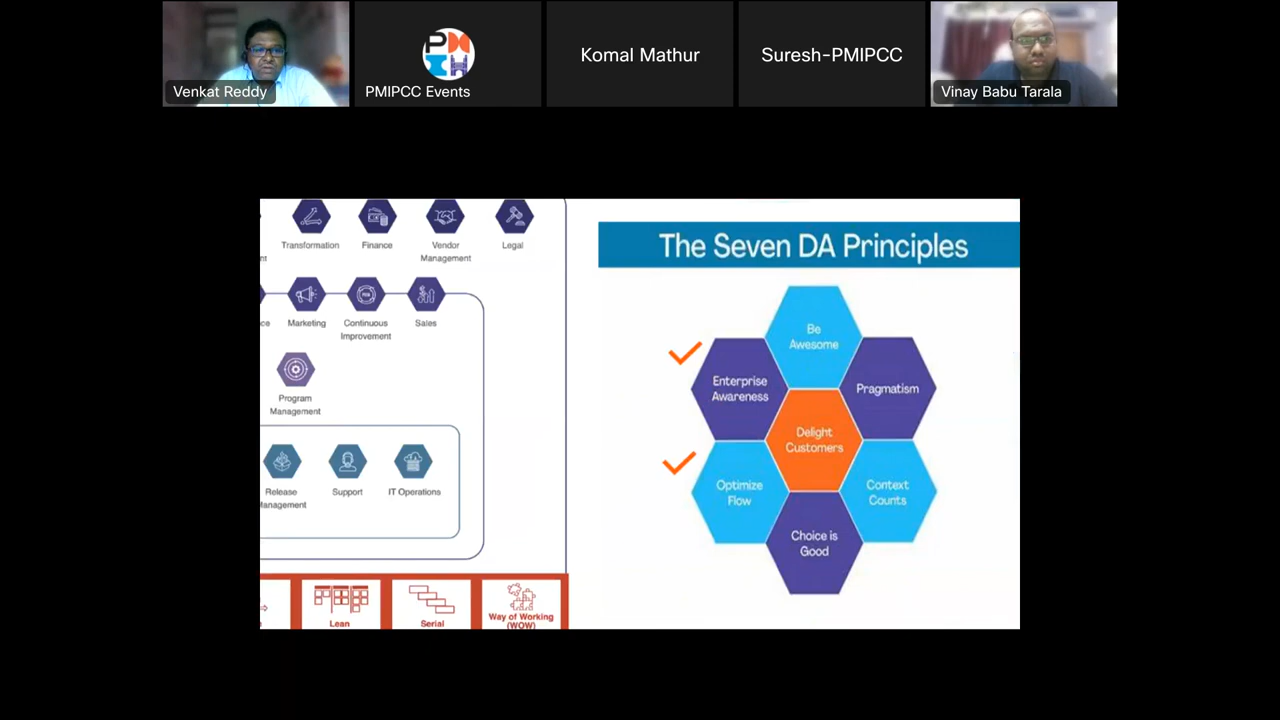 Venkat Reddy
PMIPCC Events
Komal Mathur
Suresh-PMIPCC
Vinay Babu Tarala
Transformation
Finance
Vendor
Management
Legal
nt
ce
Marketing
Continuous
Improvement
Sales
Program
Management
Release
Management
Support
IT Operations
Lean
Serial
Way of Working
(WOW)
The Seven DA Principles
Be
Awesome
Enterprise
Awareness
Pragmatism
Delight
Customers
Optimize
Flow
Context
Counts
Choice is
Good